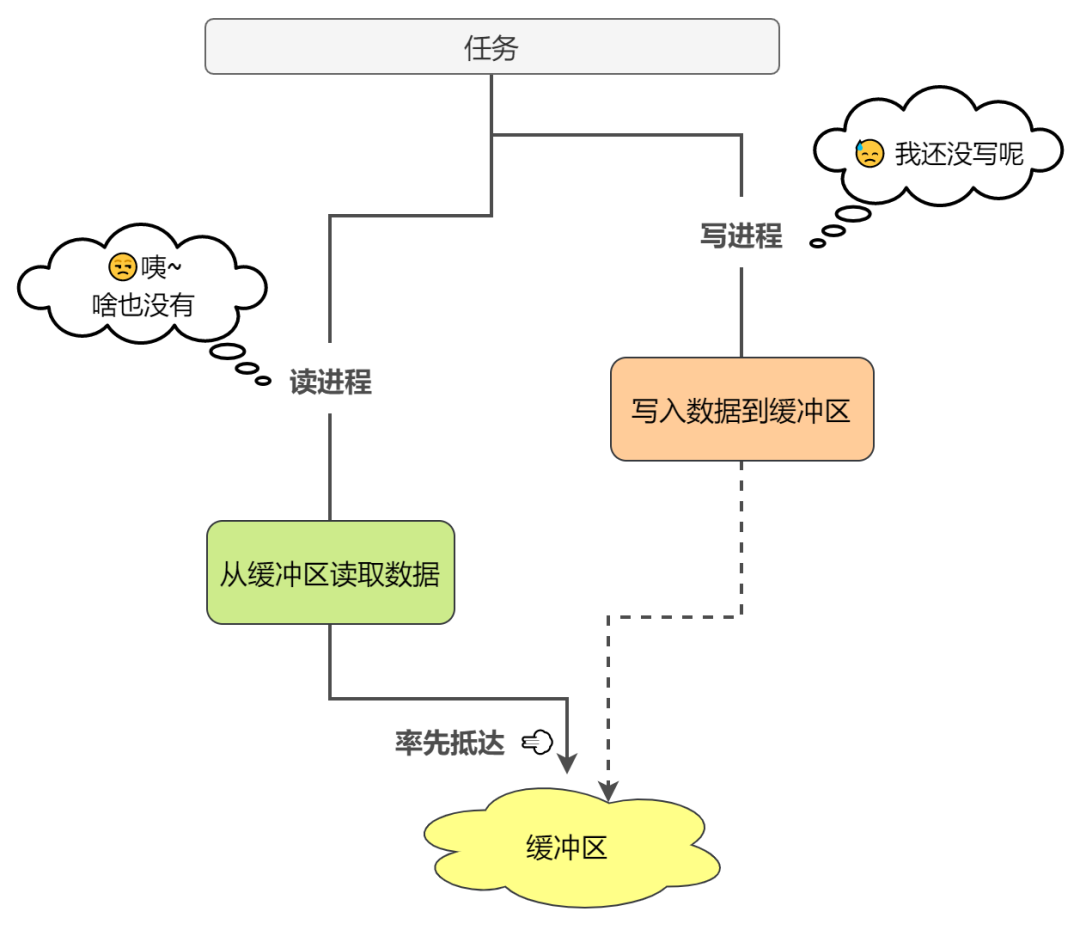 任务
我还没写呢
写进程
咦~
啥也没有
读进程
写入数据到缓冲区
从缓冲区读取数据
率先抵达
缓冲区